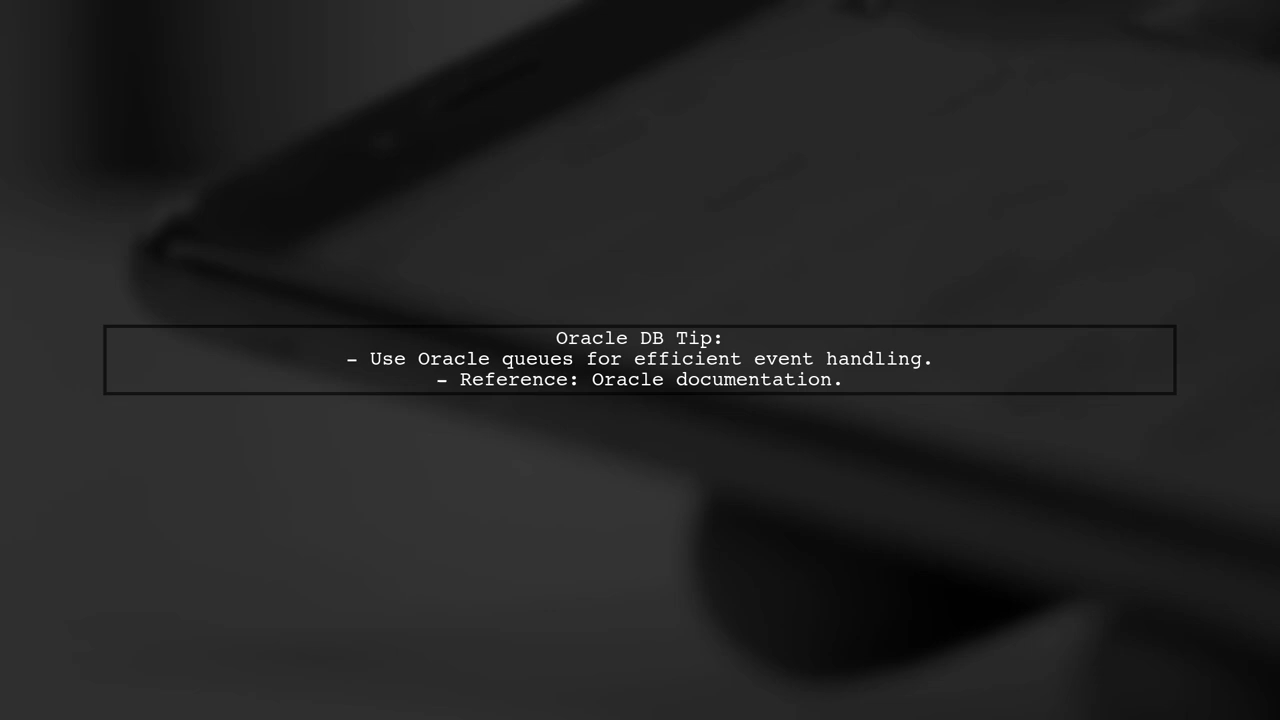 Oracle DB Tip:
- Use Oracle queues for efficient event handling.
- Reference: Oracle documentation.